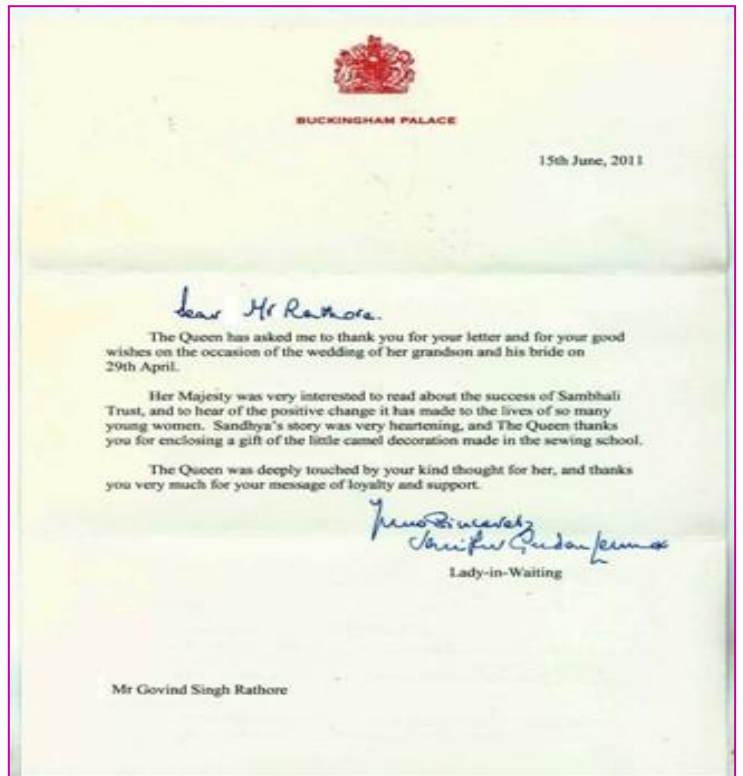 BUCKINGHAM PALACE
15th June, 2011
Dear Mr Rathore.
The Queen has asked me to thank you for your letter and for your good
wishes on the occasion of the wedding of her grandson and his bride on
29th April.
Her Majesty was very interested to read about the success of Sambhali
Trust, and to hear of the positive change it has made to the lives of so many
young women. Sandhya's story was very heartening, and The Queen thanks
you for enclosing a gift of the little camel decoration made in the sewing school.
The Queen was deeply touched by your kind thought for her, and thanks
you very much for your message of loyalty and support.
Yours Sincerely
Jennifer Gordon Lennox
Lady-in-Waiting
Mr Govind Singh Rathore